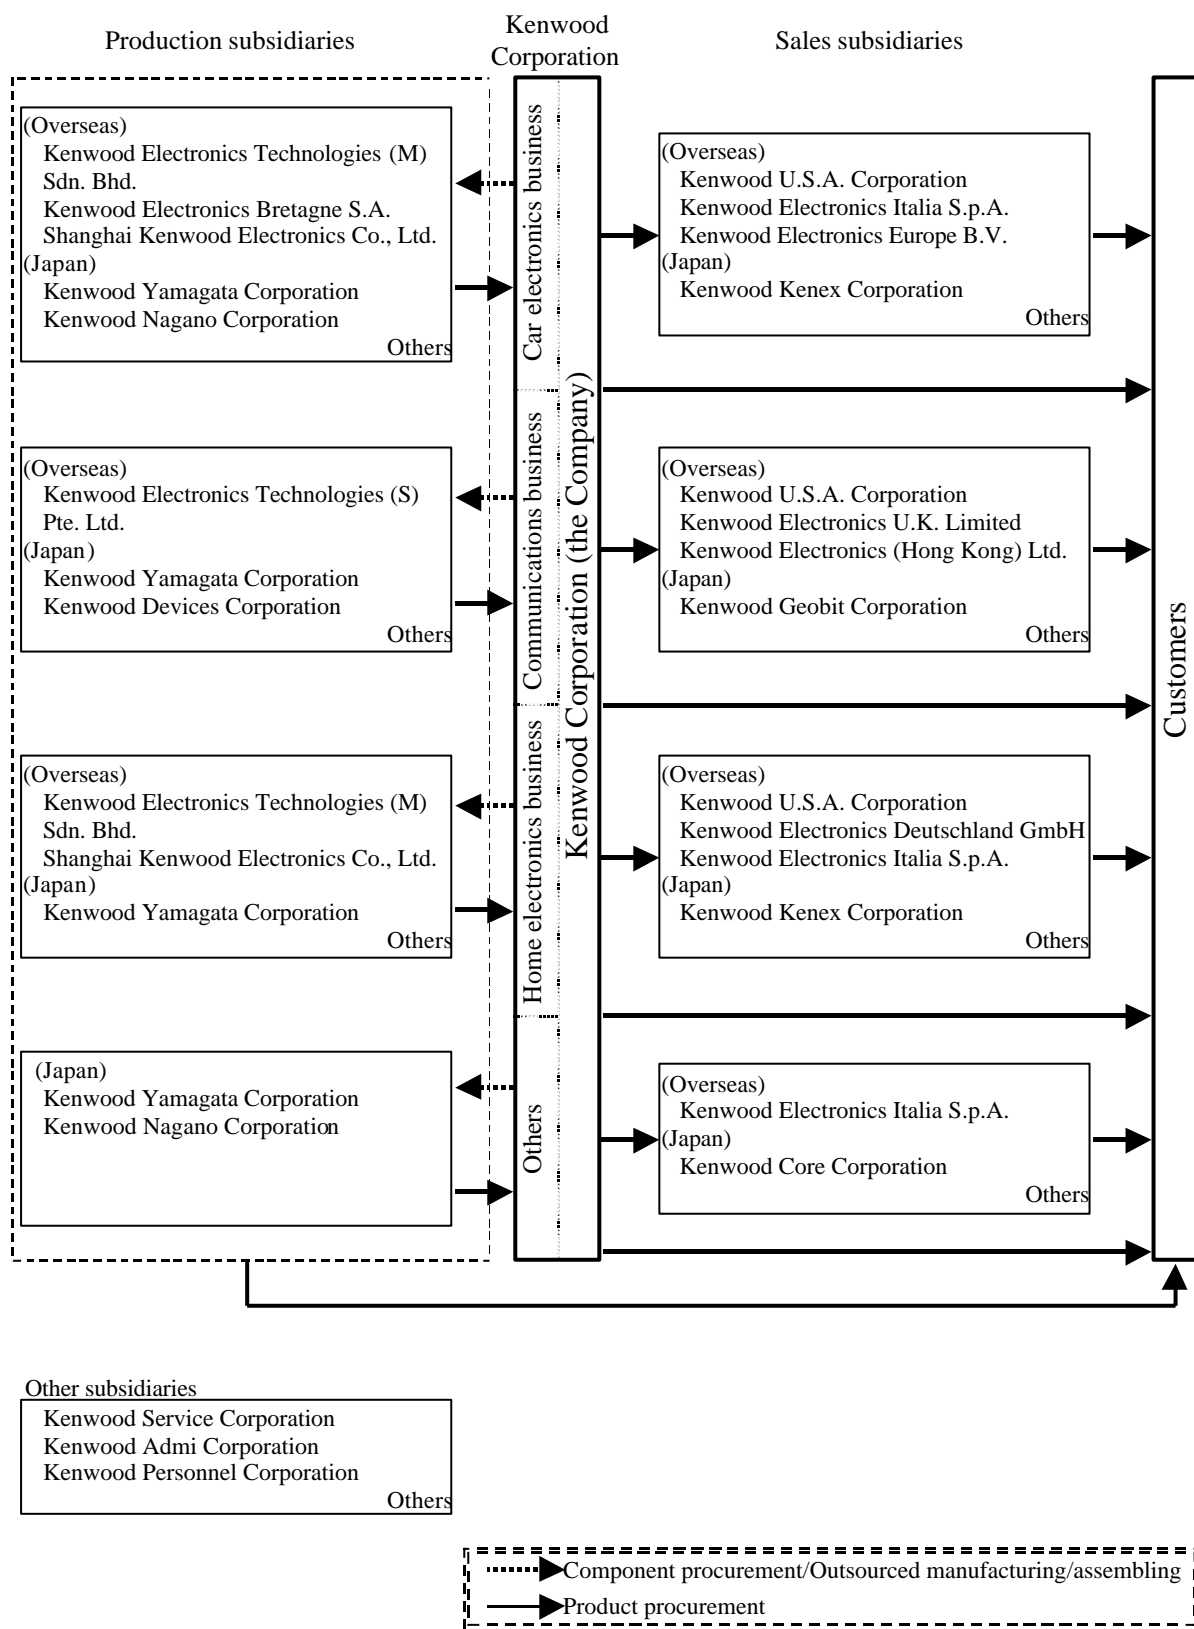 Production subsidiaries
Kenwood
Corporation
Sales subsidiaries
(Overseas)
Kenwood Electronics Technologies (M)
Sdn. Bhd.
Kenwood Electronics Bretagne S.A.
Shanghai Kenwood Electronics Co., Ltd.
(Japan)
Kenwood Yamagata Corporation
Kenwood Nagano Corporation
Others
(Overseas)
Kenwood Electronics Technologies (S)
Pte. Ltd.
(Japan)
Kenwood Yamagata Corporation
Kenwood Devices Corporation
Others
(Overseas)
Kenwood Electronics Technologies (M)
Sdn. Bhd.
Shanghai Kenwood Electronics Co., Ltd.
(Japan)
Kenwood Yamagata Corporation
Others
(Japan)
Kenwood Yamagata Corporation
Kenwood Nagano Corporation
Car electronics business
Communications business
Home electronics business
Others
Kenwood Corporation (the Company)
(Overseas)
Kenwood U.S.A. Corporation
Kenwood Electronics Italia S.p.A.
Kenwood Electronics Europe B.V.
(Japan)
Kenwood Kenex Corporation
Others
(Overseas)
Kenwood U.S.A. Corporation
Kenwood Electronics U.K. Limited
Kenwood Electronics (Hong Kong) Ltd.
(Japan)
Kenwood Geobit Corporation
Others
(Overseas)
Kenwood U.S.A. Corporation
Kenwood Electronics Deutschland GmbH
Kenwood Electronics Italia S.p.A.
(Japan)
Kenwood Kenex Corporation
Others
(Overseas)
Kenwood Electronics Italia S.p.A.
(Japan)
Kenwood Core Corporation
Others
Customers
Other subsidiaries
Kenwood Service Corporation
Kenwood Admi Corporation
Kenwood Personnel Corporation
Others
Component procurement/Outsourced manufacturing/assembling
Product procurement